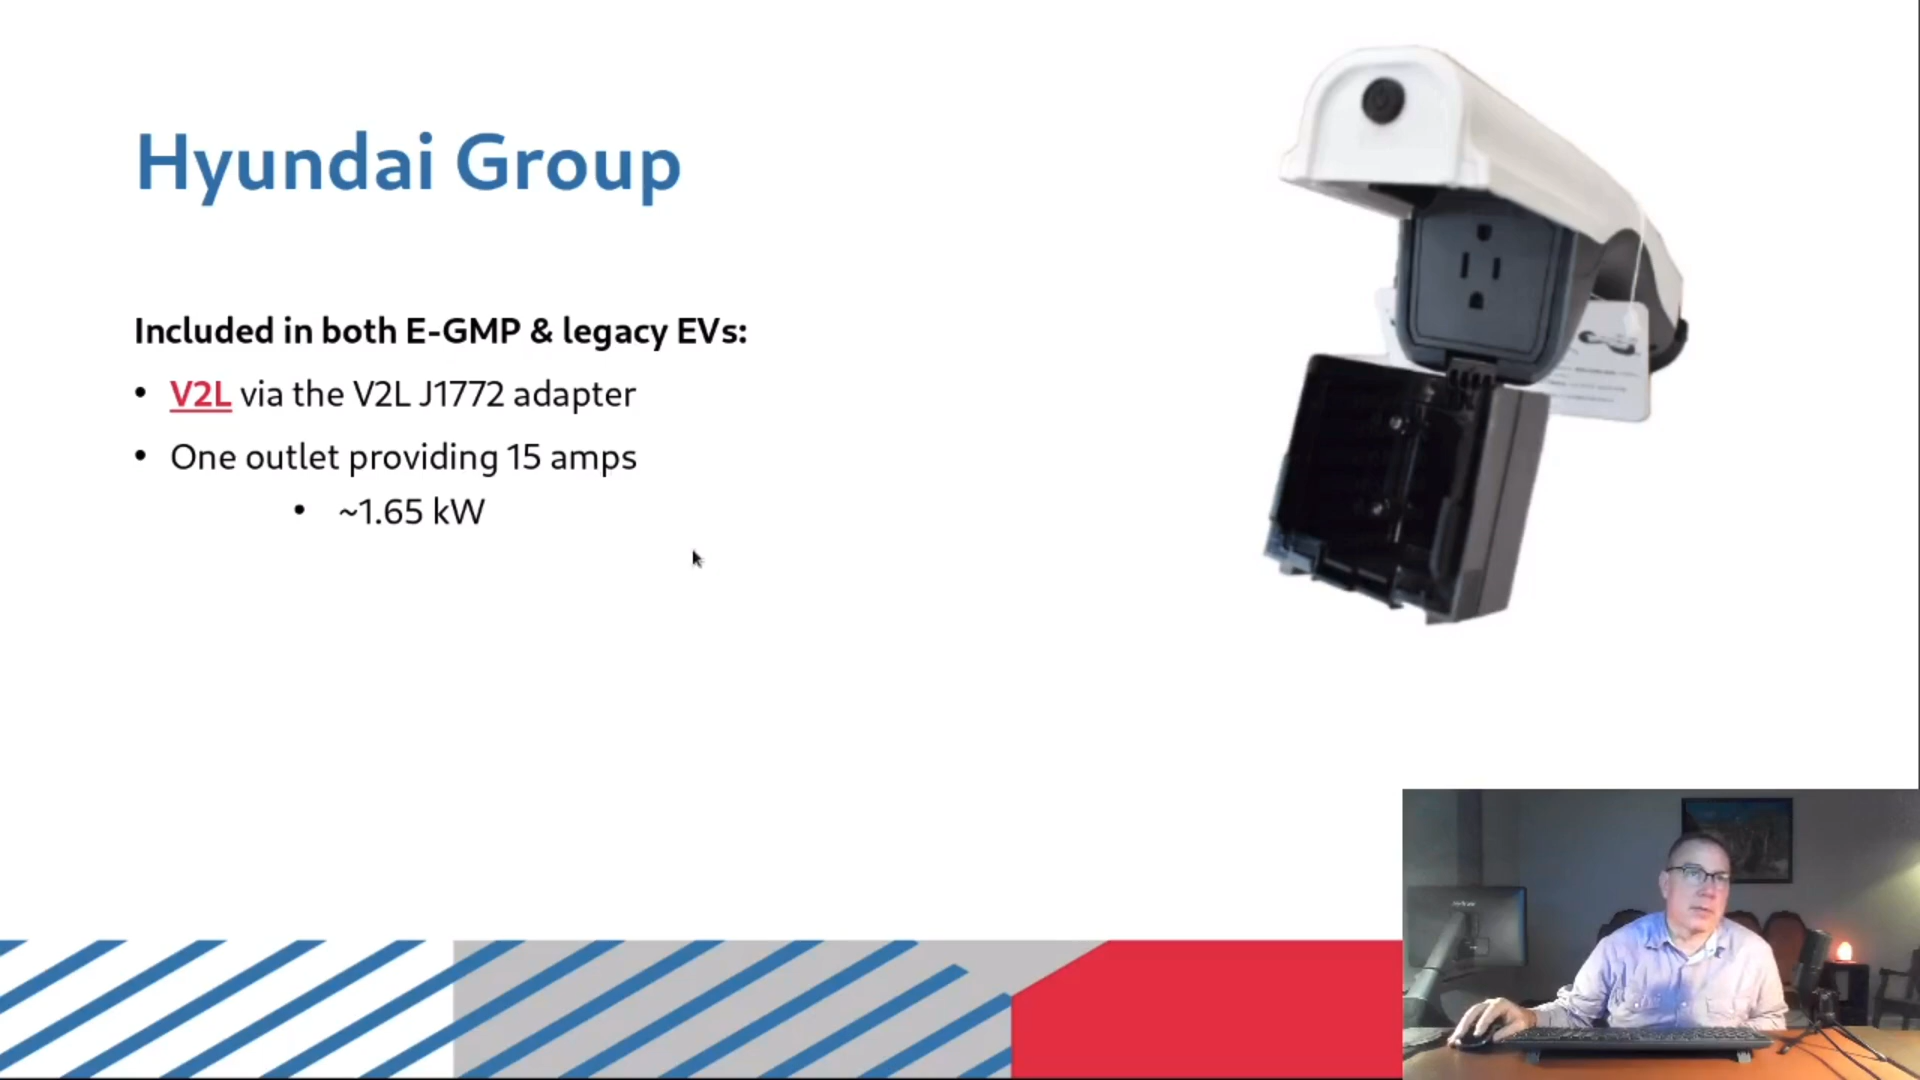 Hyundai Group
Included in both E-GMP & legacy EVs:
• V2L via the V2L J1772 adapter
• One outlet providing 15 amps
• ~1.65 kW